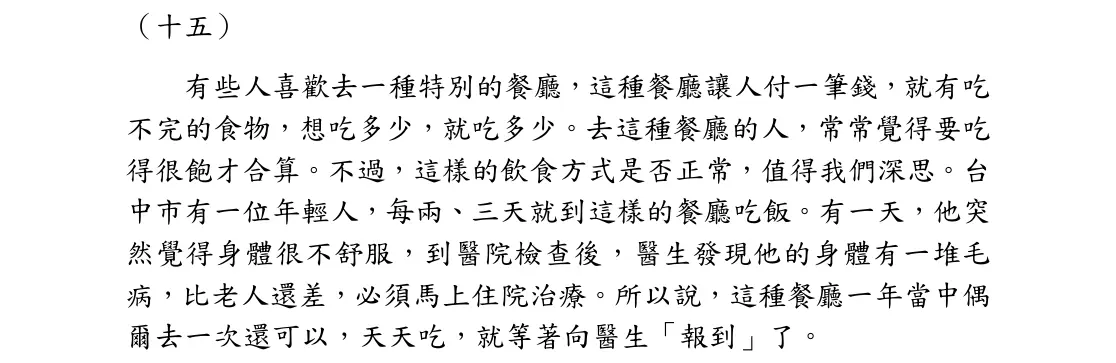 （十五）
有些人喜歡去一種特別的餐廳，這種餐廳讓人付一筆錢，就有吃
不完的食物，想吃多少，就吃多少。去這種餐廳的人，常常覺得要吃
得很飽才合算。不過，這樣的飲食方式是否正常，值得我們深思。台
中市有一位年輕人，每兩、三天就到這樣的餐廳吃飯。有一天，他突
然覺得身體很不舒服，到醫院檢查後，醫生發現他的身體有一堆毛
病，比老人還差，必須馬上住院治療。所以說，這種餐廳一年當中偶
爾去一次還可以，天天吃，就等著向醫生「報到」了。